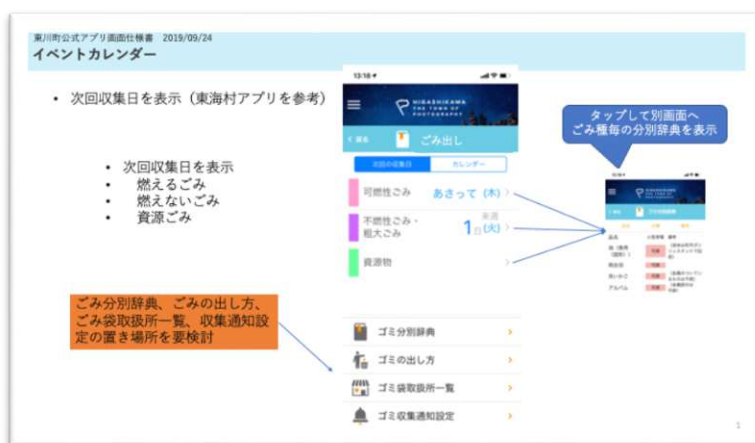 東川町公式アプリ画面仕様書 2019/09/24
イベントカレンダー
• 次回収集日を表示（東海村アプリを参考）
• 次回収集日を表示
• 燃えるごみ
• 燃えないごみ
• 資源ごみ
ごみ分別辞典、ごみの出し方、
ごみ袋取扱所一覧、収集通知設
定の置き場所を要検討
13:18
HIGASHIKAWA
THE TOWN OF
PHOTOGRAPHY
< 戻る
ごみ出し
次回の収集日
カレンダー
可燃性ごみ
あさって (木) >
不燃性ごみ・
粗大ごみ
来週
1日(火) >
資源物
>
ゴミ分別辞典 >
ゴミの出し方 >
ゴミ袋取扱所一覧 >
ゴミ収集通知設定 >
タップして別画面へ
ごみ種毎の分別辞典を表示
アルバム
1